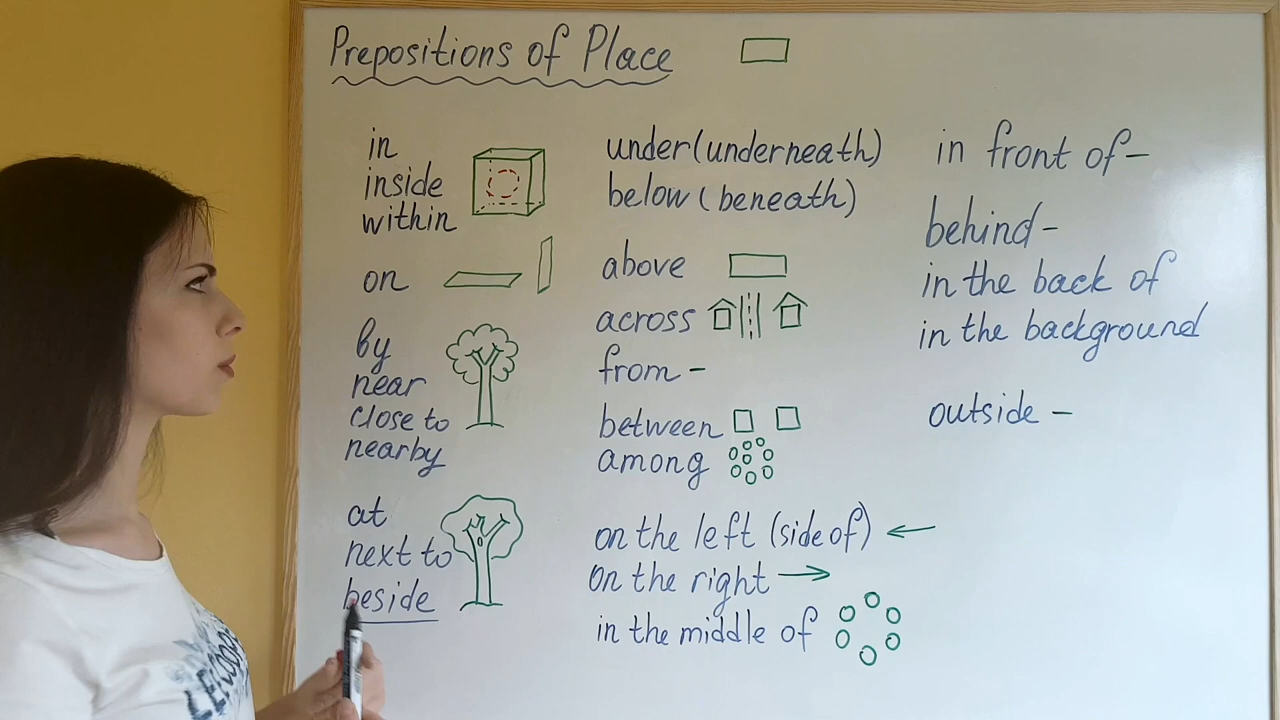 Prepositions of Place
in
inside
within
on
by
near
close to
nearby
at
next to
beside
under (underneath)
below (beneath)
above
across
from -
between
among
on the left (side of)
on the right
in the middle of
in front of -
behind -
in the back of
in the background
outside -